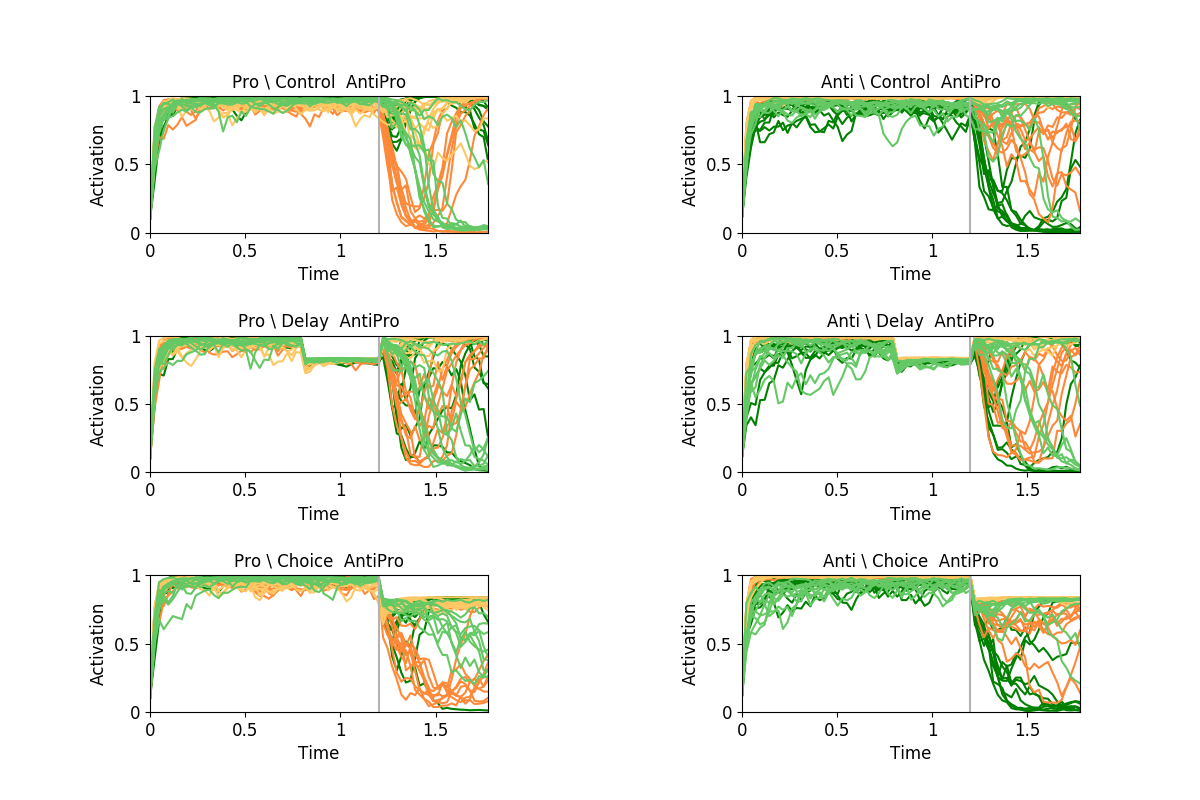 Pro \ Control  AntiPro
1
0.5
0
Activation
0 0.5 1 1.5
Time
Anti \ Control  AntiPro
1
0.5
0
Activation
0 0.5 1 1.5
Time
Pro \ Delay  AntiPro
1
0.5
0
Activation
0 0.5 1 1.5
Time
Anti \ Delay  AntiPro
1
0.5
0
Activation
0 0.5 1 1.5
Time
Pro \ Choice  AntiPro
1
0.5
0
Activation
0 0.5 1 1.5
Time
Anti \ Choice  AntiPro
1
0.5
0
Activation
0 0.5 1 1.5
Time